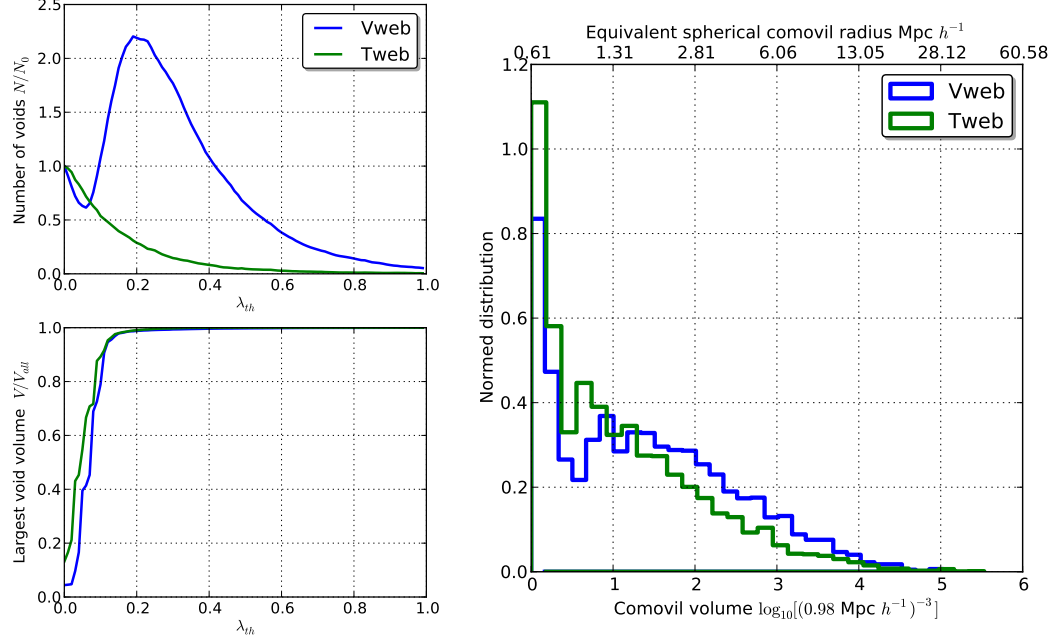 2.5
2.0
1.5
1.0
0.5
0.0
Number of voids N/N₀
Vweb
Tweb
0.0 0.2 0.4 0.6 0.8 1.0
λ_th
1.0
0.8
0.6
0.4
0.2
0.0
Largest void volume V/V_all
0.0 0.2 0.4 0.6 0.8 1.0
λ_th
Equivalent spherical comovil radius Mpc h⁻¹
0.61 1.31 2.81 6.06 13.05 28.12 60.58
1.2
1.0
0.8
0.6
0.4
0.2
0.0
Normed distribution
Vweb
Tweb
0 1 2 3 4 5 6
Comovil volume log₁₀[(0.98 Mpc h⁻¹)⁻³]